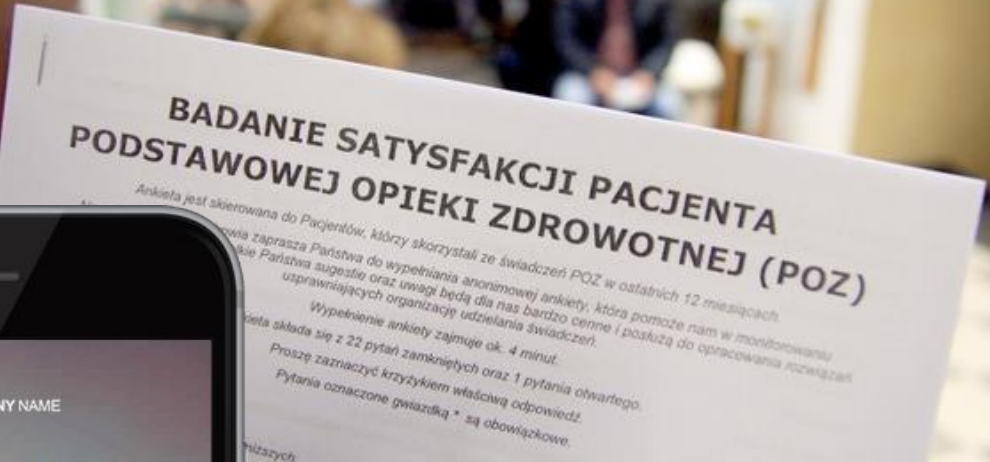 BADANIE SATYSFAKCJI PACJENTA
PODSTAWOWEJ OPIEKI ZDROWOTNEJ (POZ)
Ankieta jest skierowana do Pacjentów, którzy skorzystali ze świadczeń POZ w ostatnich 12 miesiącach.
zaprasza Państwa do wypełniania anonimowej ankiety, która pomoże nam w monitorowaniu
Państwa sugestie oraz uwagi będą dla nas bardzo cenne i posłużą do opracowania rozwiązań
usprawniających organizację udzielania świadczeń.
Wypełnienie ankiety zajmuje ok. 4 minut.
składa się z 22 pytań zamkniętych oraz 1 pytania otwartego.
Proszę zaznaczyć krzyżykiem właściwą odpowiedź.
Pytania oznaczone gwiazdką * są obowiązkowe.
NY NAME